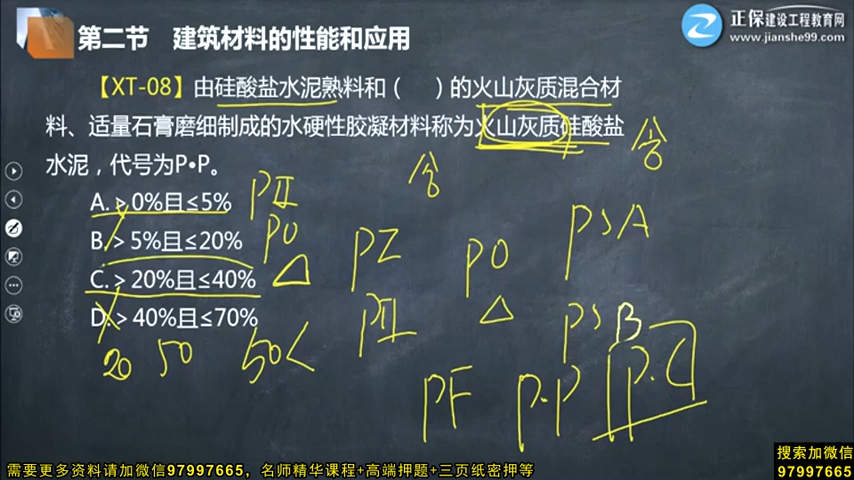 第二节 建筑材料的性能和应用
正保建设工程教育网
www.jianshe99.com
【XT-08】由硅酸盐水泥熟料和（ ）的火山灰质混合材
料、适量石膏磨细制成的水硬性胶凝材料称为火山灰质硅酸盐
水泥，代号为P•P。
A.＞0%且≤5%
B.＞5%且≤20%
C.＞20%且≤40%
D.＞40%且≤70%
PII
PO
PI
PO
PSA
PII
PS B
20 50
50<
PF
P·P
P·C
需要更多资料请加微信97997665，名师精华课程+高端押题+三页纸密押等
搜索加微信
97997665